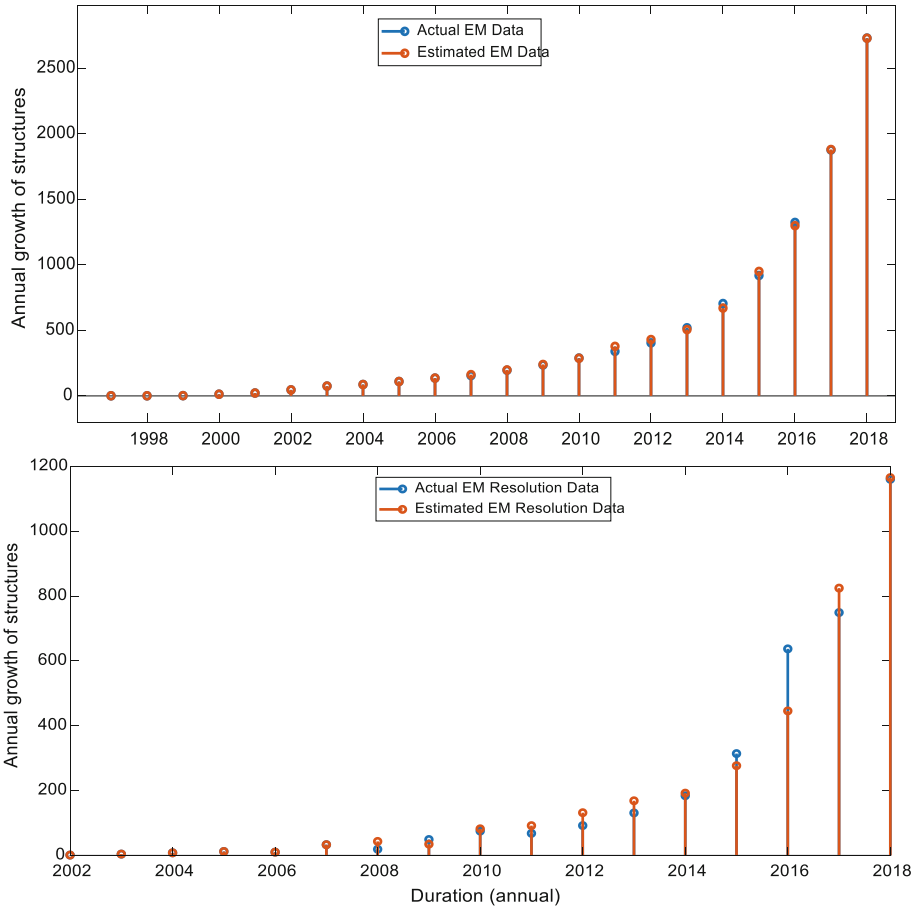 Actual EM Data
Estimated EM Data
Annual growth of structures
2500
2000
1500
1000
500
0
1998 2000 2002 2004 2006 2008 2010 2012 2014 2016 2018
Actual EM Resolution Data
Estimated EM Resolution Data
Annual growth of structures
1200
1000
800
600
400
200
0
2002 2004 2006 2008 2010 2012 2014 2016 2018
Duration (annual)